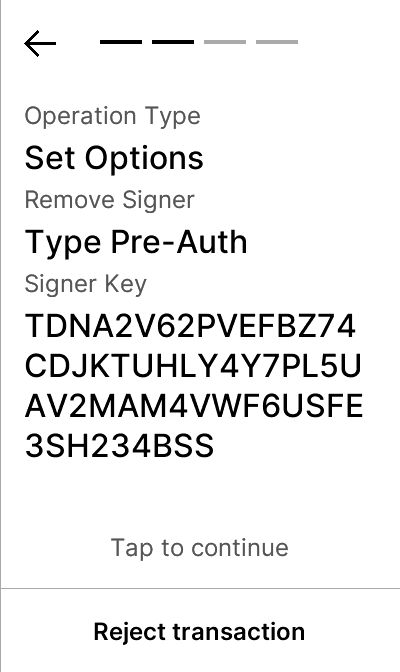 Operation Type
Set Options
Remove Signer
Type Pre-Auth
Signer Key
TDNA2V62PVEFBZ74
CDJKTUHLY4Y7PL5U
AV2MAM4VWF6USFE
3SH234BSS
Tap to continue
Reject transaction